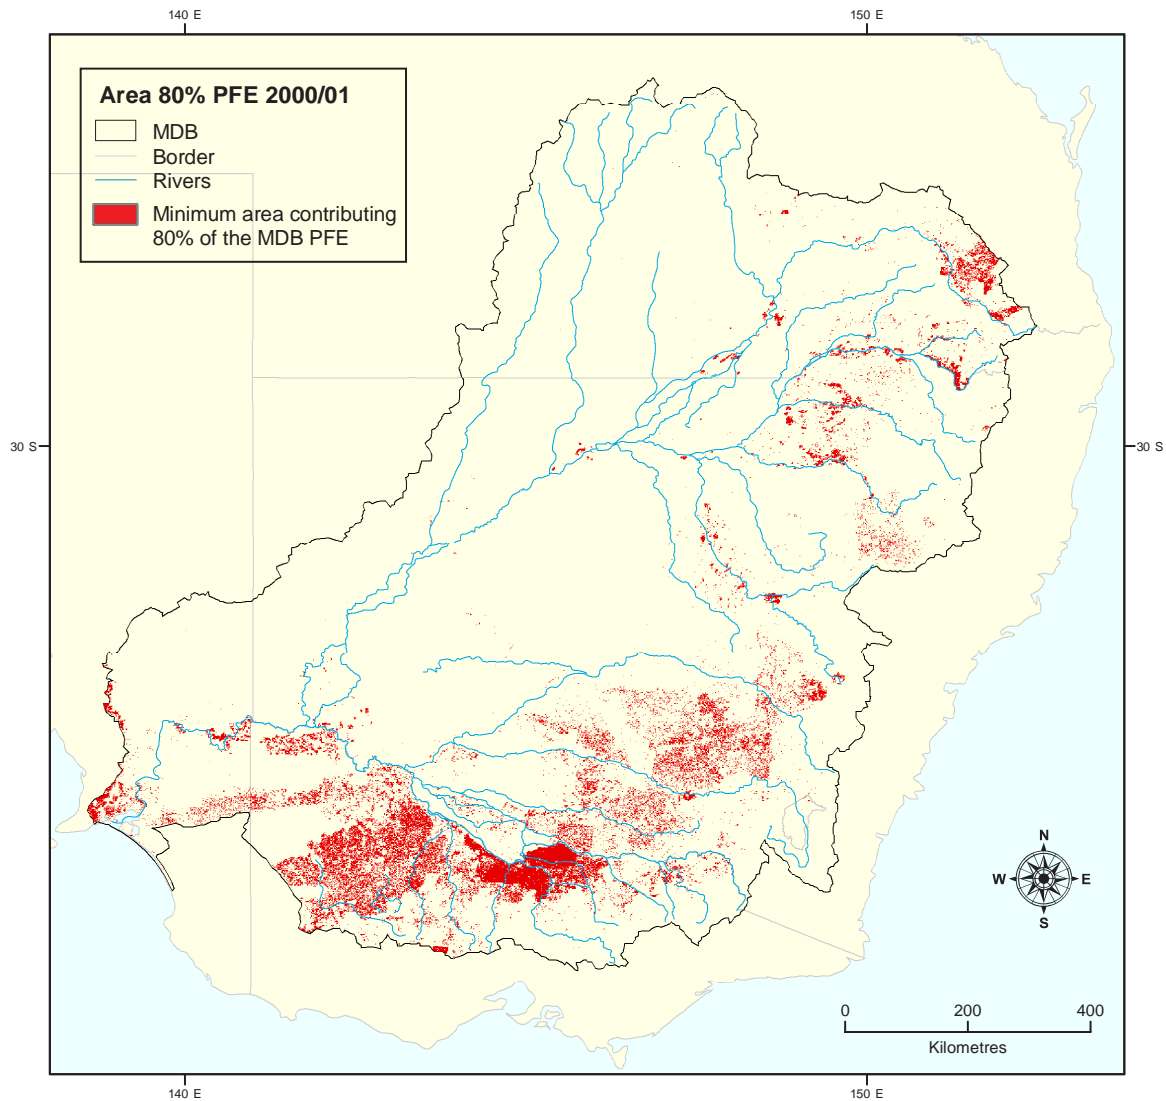 140 E
150 E
Area 80% PFE 2000/01
MDB
Border
Rivers
Minimum area contributing
80% of the MDB PFE
30 S
30 S
N
W
E
S
0
200
400
Kilometres
140 E
150 E